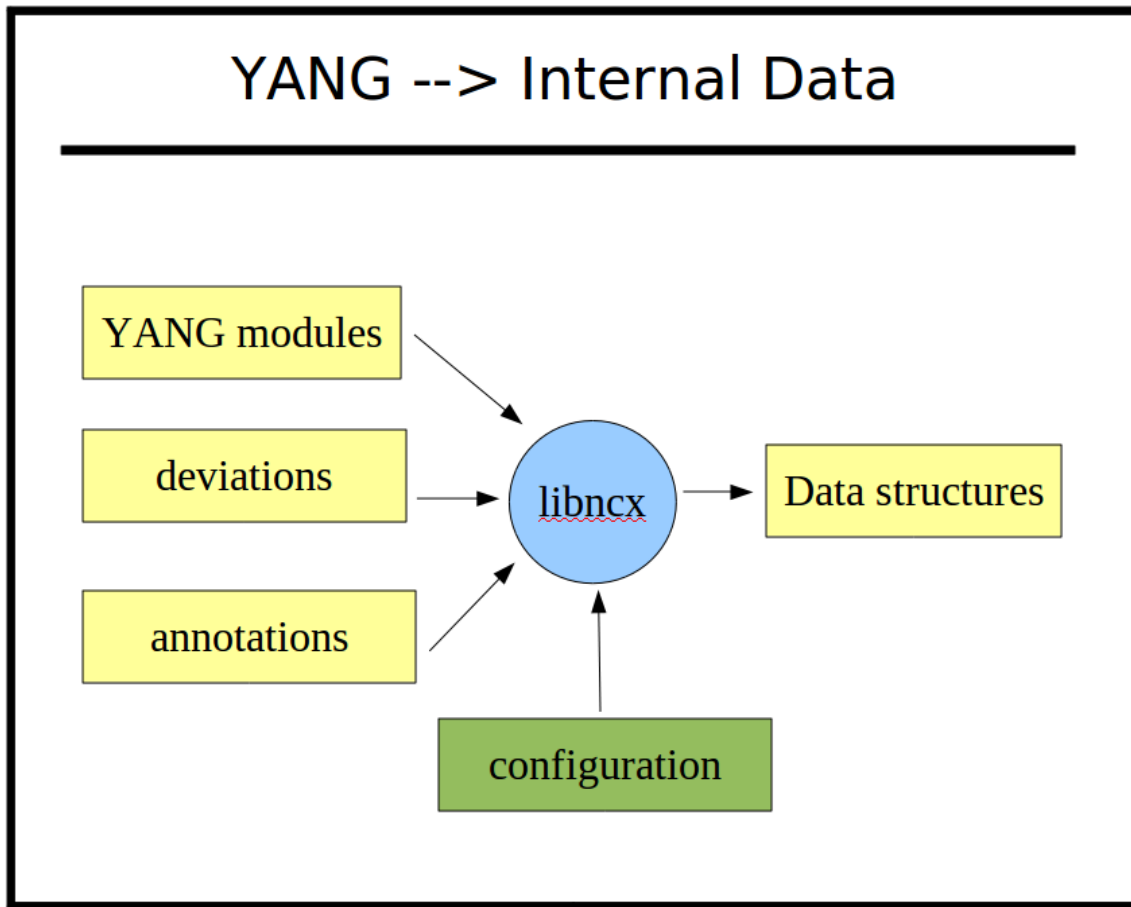 YANG --> Internal Data
YANG modules
deviations
libncx
Data structures
annotations
configuration